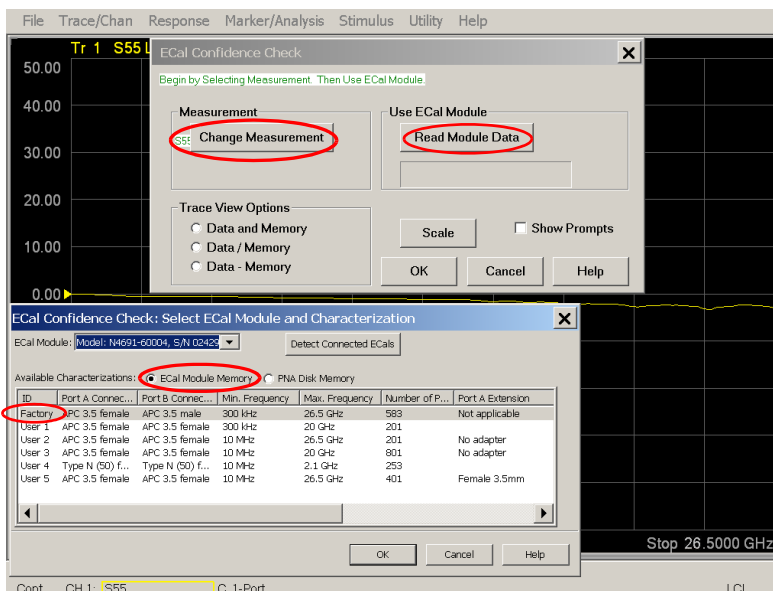 File Trace/Chan Response Marker/Analysis Stimulus Utility Help
Tr 1 S55 L
50.00
40.00
30.00
20.00
10.00
0.00
ECal Confidence Check
Begin by Selecting Measurement. Then Use ECal Module.
Measurement
S55 Change Measurement
Use ECal Module
Read Module Data
Trace View Options
Data and Memory
Data / Memory
Data - Memory
Scale
Show Prompts
OK Cancel Help
ECal Confidence Check: Select ECal Module and Characterization
ECal Module: Model: N4691-60004, S/N 02429
Detect Connected ECals
Available Characterizations: ECal Module Memory PNA Disk Memory
ID Port A Connec... Port B Connec... Min. Frequency Max. Frequency Number of P... Port A Extension
Factory APC 3.5 female APC 3.5 male 300 kHz 26.5 GHz 583 Not applicable
User 1 APC 3.5 female APC 3.5 female 300 kHz 20 GHz 201
User 2 APC 3.5 female APC 3.5 female 10 MHz 26.5 GHz 201 No adapter
User 3 APC 3.5 female APC 3.5 female 10 MHz 20 GHz 801 No adapter
User 4 Type N (50) f... Type N (50) f... 10 MHz 2.1 GHz 253
User 5 APC 3.5 female APC 3.5 female 10 MHz 26.5 GHz 401 Female 3.5mm
OK Cancel Help
Stop 26.5000 GHz
Cont. CH 1: S55 C 1-Port LCL